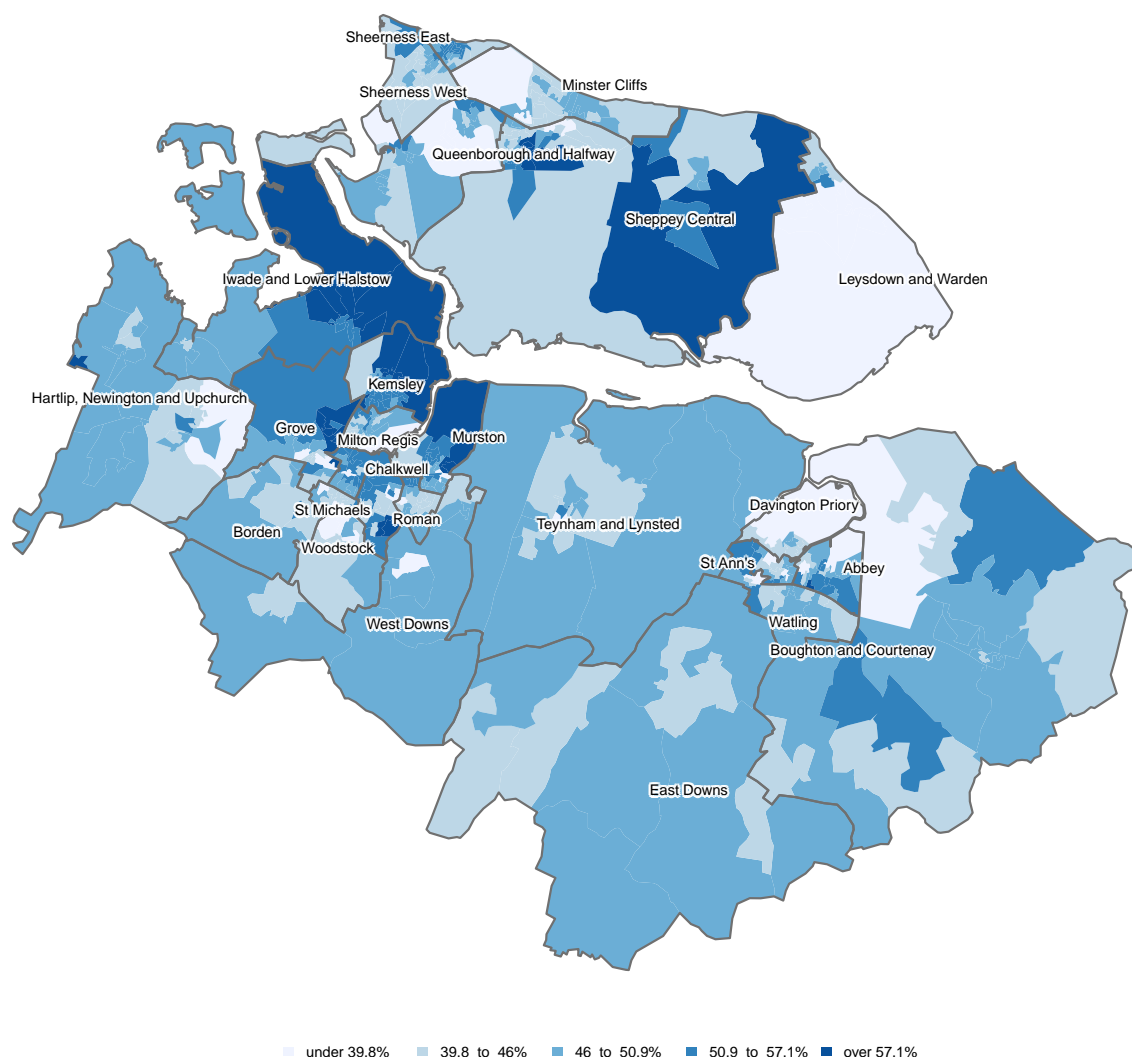 Sheerness East
Minster Cliffs
Sheerness West
Queenborough and Halfway
Sheppey Central
Iwade and Lower Halstow
Leysdown and Warden
Kemsley
Hartlip, Newington and Upchurch
Grove
Murston
Milton Regis
Chalkwell
Davington Priory
St Michaels
Roman
Teynham and Lynsted
Borden
Woodstock
St Ann's
Abbey
West Downs
Watling
Boughton and Courtenay
East Downs
under 39.8% 39.8 to 46% 46 to 50.9% 50.9 to 57.1% over 57.1%